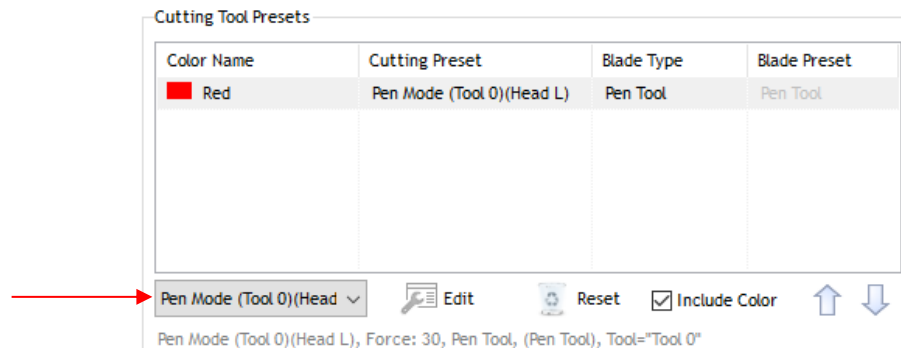 Cutting Tool Presets
Color Name Cutting Preset Blade Type Blade Preset
Red Pen Mode (Tool 0)(Head L) Pen Tool Pen Tool
Pen Mode (Tool 0)(Head Edit Reset Include Color
Pen Mode (Tool 0)(Head L), Force: 30, Pen Tool, (Pen Tool), Tool="Tool 0"